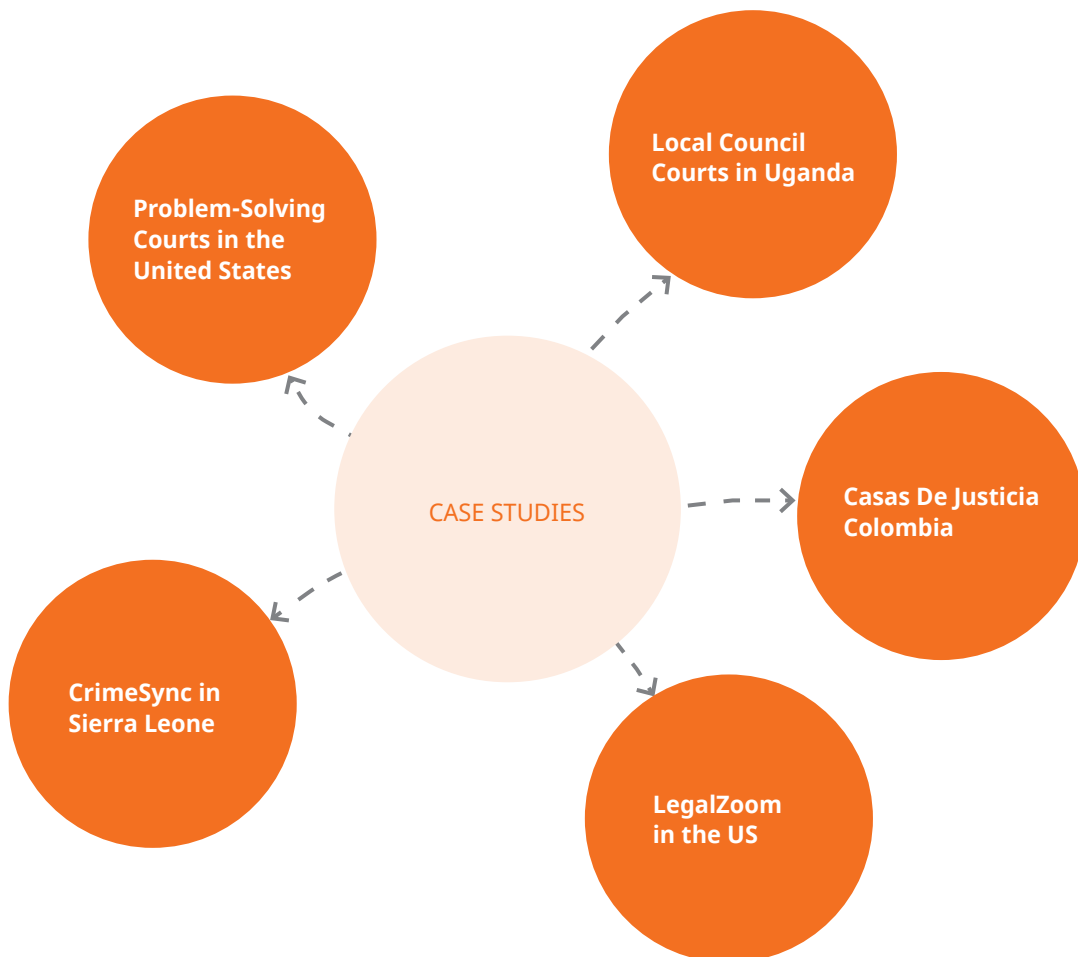 Local Council
Courts in Uganda
Problem-Solving
Courts in the
United States
CASE STUDIES
Casas De Justicia
Colombia
CrimeSync in
Sierra Leone
LegalZoom
in the US